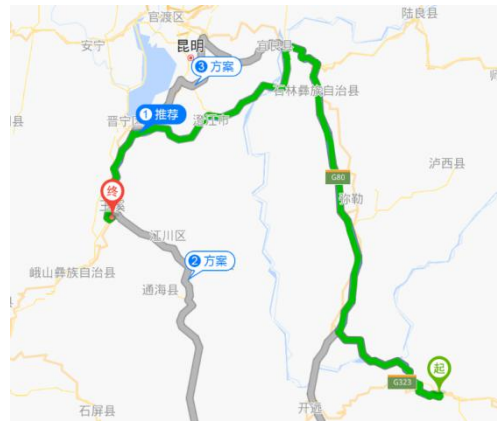 官渡区
陆良县
安宁
昆明
宜良县
3 方案
石林彝族自治县
晋宁区
1 推荐
澄江市
泸西县
G80
终
玉溪
弥勒
江川区
2 方案
峨山彝族自治县
通海县
起
G323
石屏县
开远